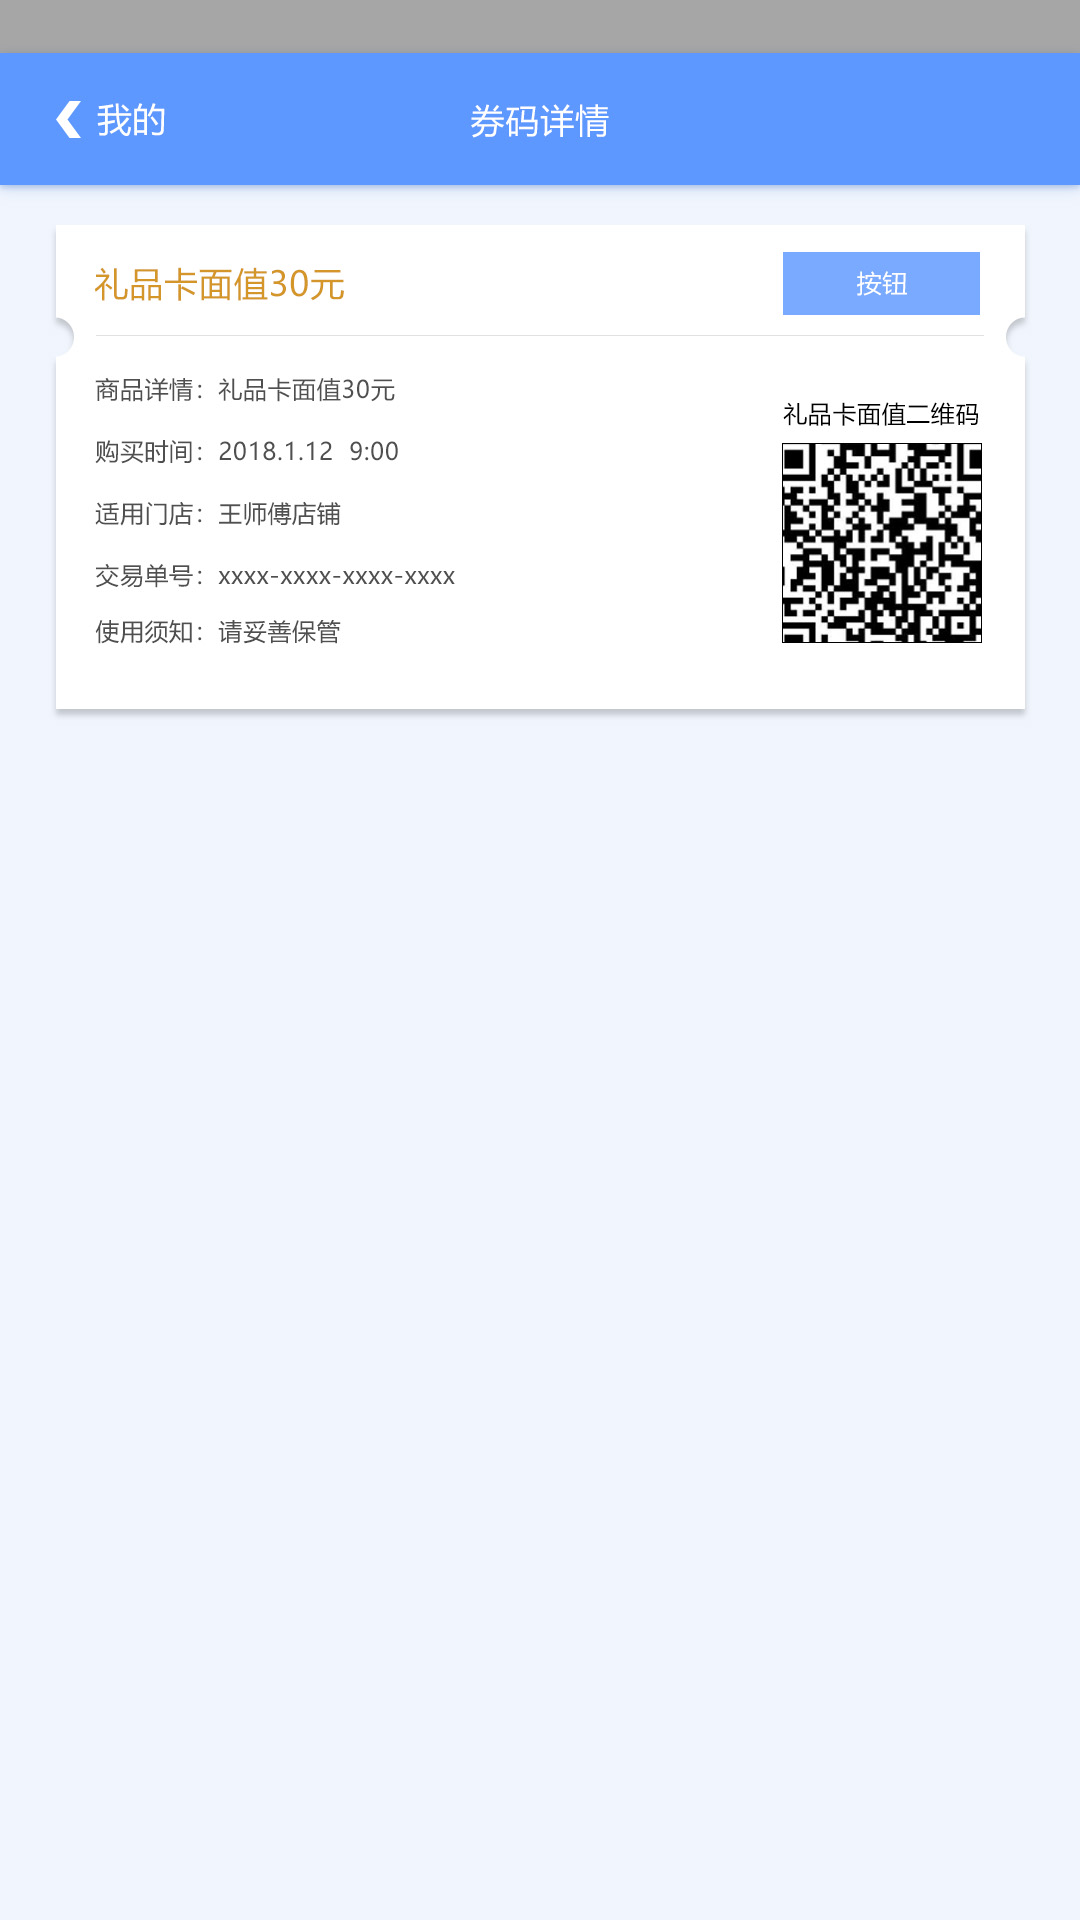 我的
券码详情
礼品卡面值30元
按钮
商品详情：礼品卡面值30元
购买时间：2018.1.12  9:00
适用门店：王师傅店铺
交易单号：xxxx-xxxx-xxxx-xxxx
使用须知：请妥善保管
礼品卡面值二维码